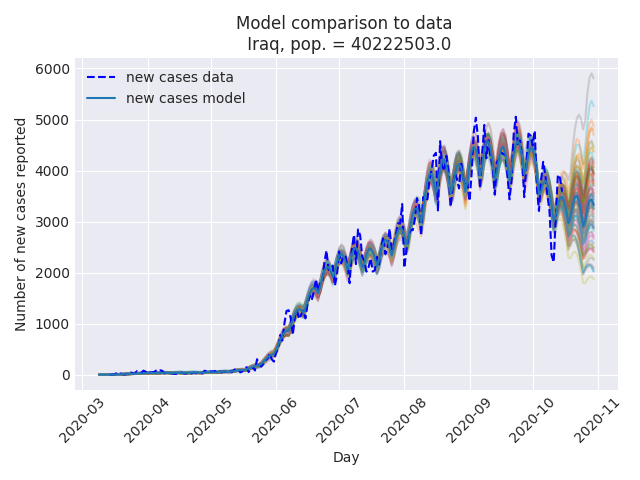 Model comparison to data
Iraq, pop. = 40222503.0
new cases data
new cases model
Number of new cases reported
6000
5000
4000
3000
2000
1000
0
2020-03
2020-04
2020-05
2020-06
2020-07
2020-08
2020-09
2020-10
2020-11
Day